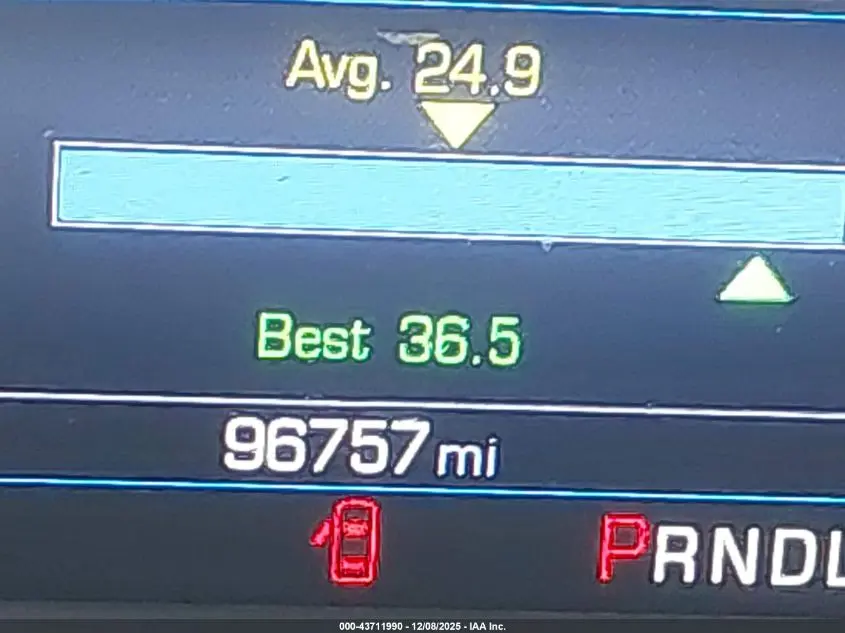 Avg. 24.9
Best 36.5
96757 mi
PRNDL
000-43711990 - 12/08/2025 - IAA Inc.